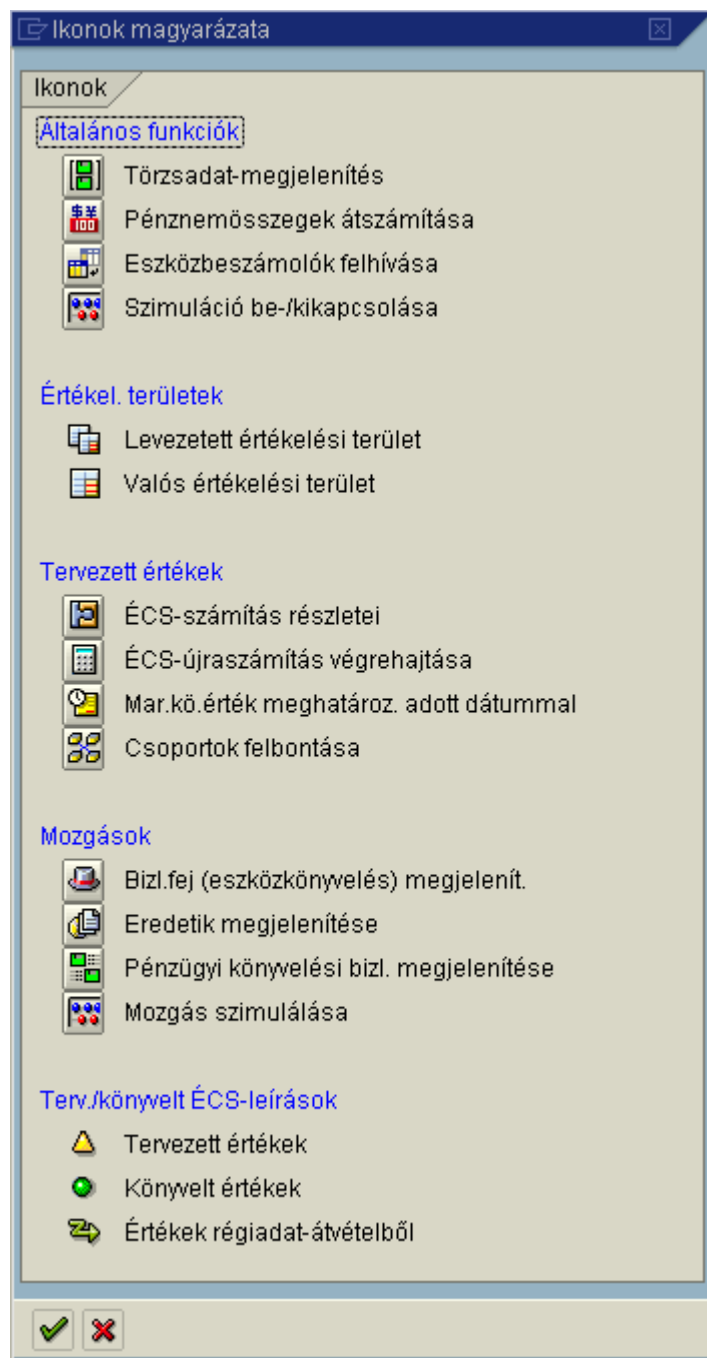 Ikonok magyarázata
Ikonok
Általános funkciók
Törzsadat-megjelenítés
Pénznemösszegek átszámítása
Eszközbeszámolók felhívása
Szimuláció be-/kikapcsolása
Értékel. területek
Levezetett értékelési terület
Valós értékelési terület
Tervezett értékek
ÉCS-számítás részletei
ÉCS-újraszámítás végrehajtása
Mar.kö.érték meghatároz. adott dátummal
Csoportok felbontása
Mozgások
Bizl.fej (eszközkönyvelés) megjelenít.
Eredetik megjelenítése
Pénzügyi könyvelési bizl. megjelenítése
Mozgás szimulálása
Terv./könyvelt ÉCS-leírások
Tervezett értékek
Könyvelt értékek
Értékek régiadat-átvételből